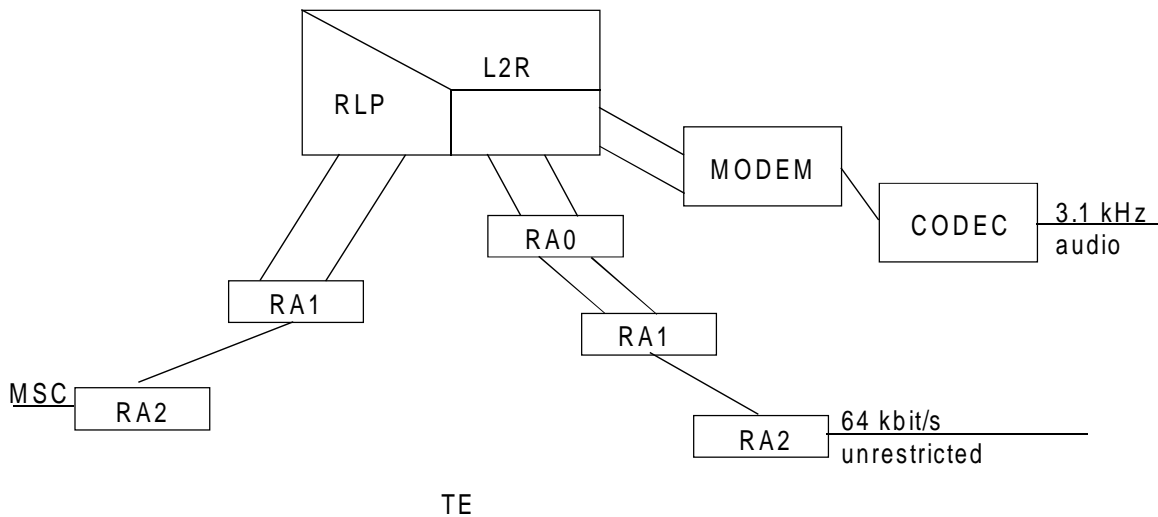 L2R
RLP
MODEM
CODEC
3.1 kHz
audio
RA0
RA1
RA1
MSC
RA2
RA2
64 kbit/s
unrestricted
TE